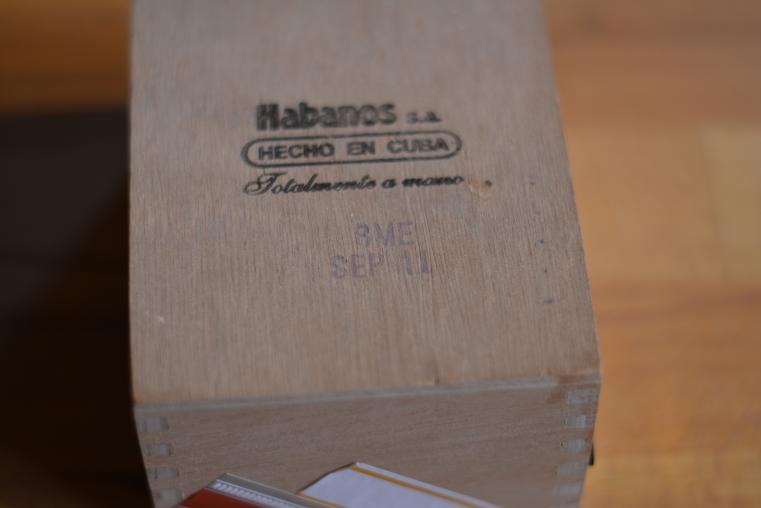 Habanos s.a.
HECHO EN CUBA
Totalmente a mano
BME
SEP 11